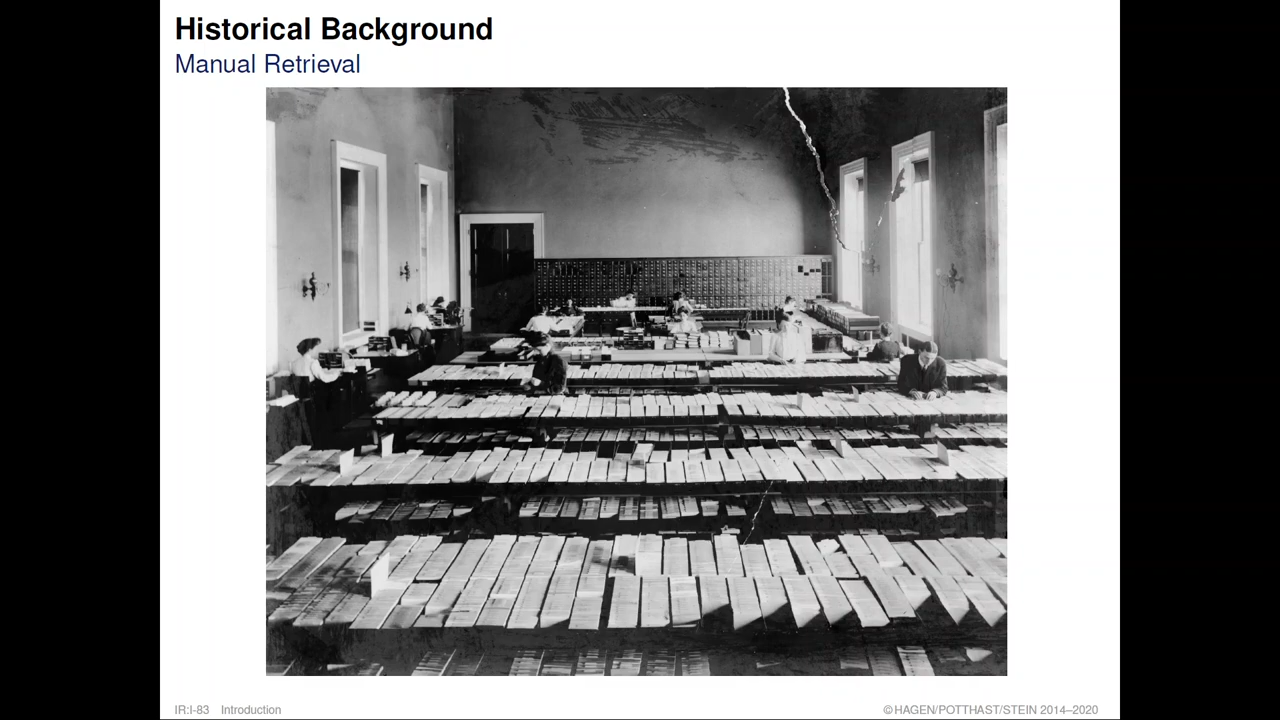 Historical Background
Manual Retrieval
IR:I-83 Introduction
©HAGEN/POTTHAST/STEIN 2014–2020